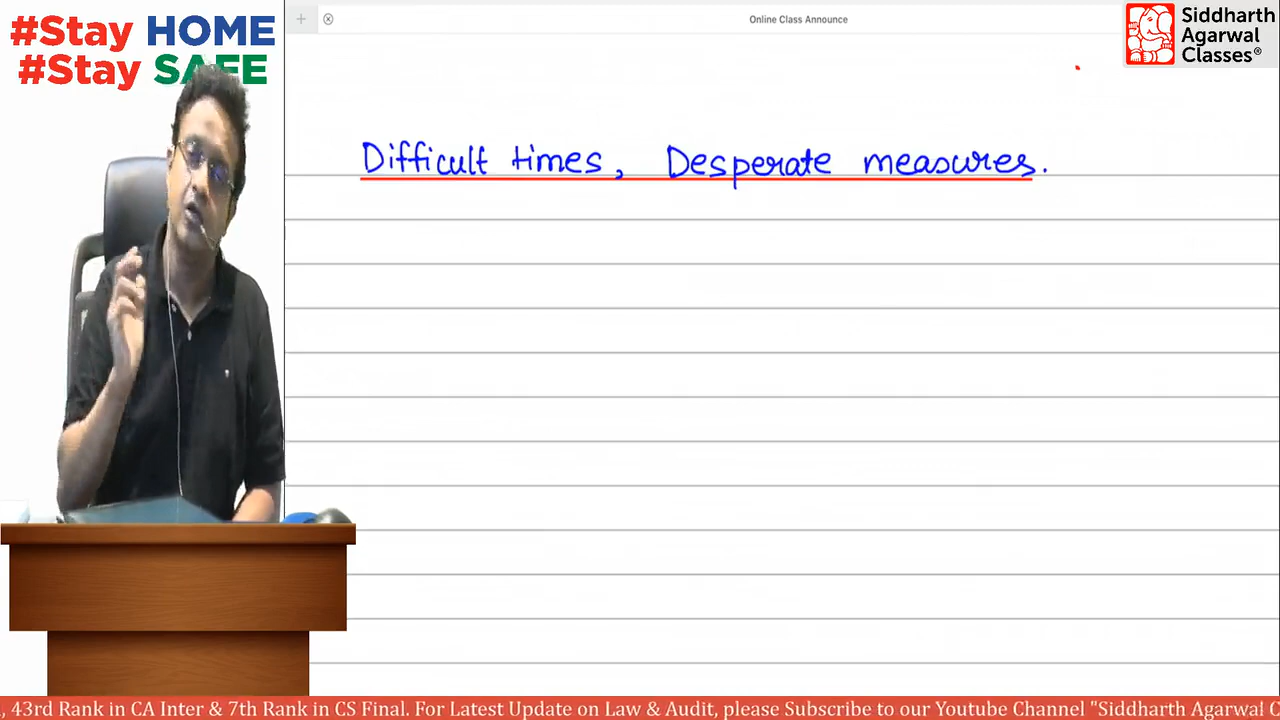 #Stay HOME
#Stay SAFE
Online Class Announce
Siddharth
Agarwal
Classes®
Difficult times, Desperate measures.
, 43rd Rank in CA Inter & 7th Rank in CS Final. For Latest Update on Law & Audit, please Subscribe to our Youtube Channel "Siddharth Agarwal C